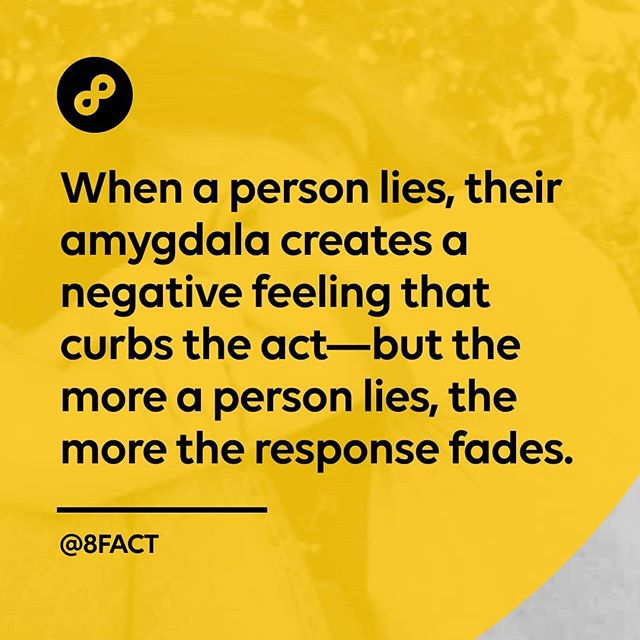 When a person lies, their
amygdala creates a
negative feeling that
curbs the act—but the
more a person lies, the
more the response fades.
@8FACT